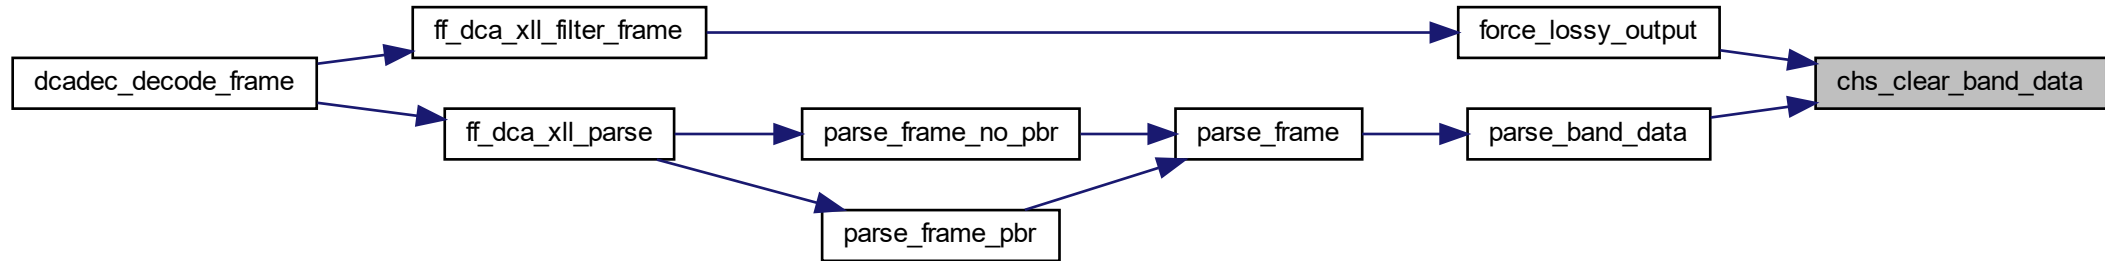 ff_dca_xll_filter_frame
force_lossy_output
dcadec_decode_frame
chs_clear_band_data
ff_dca_xll_parse
parse_frame_no_pbr
parse_frame
parse_band_data
parse_frame_pbr